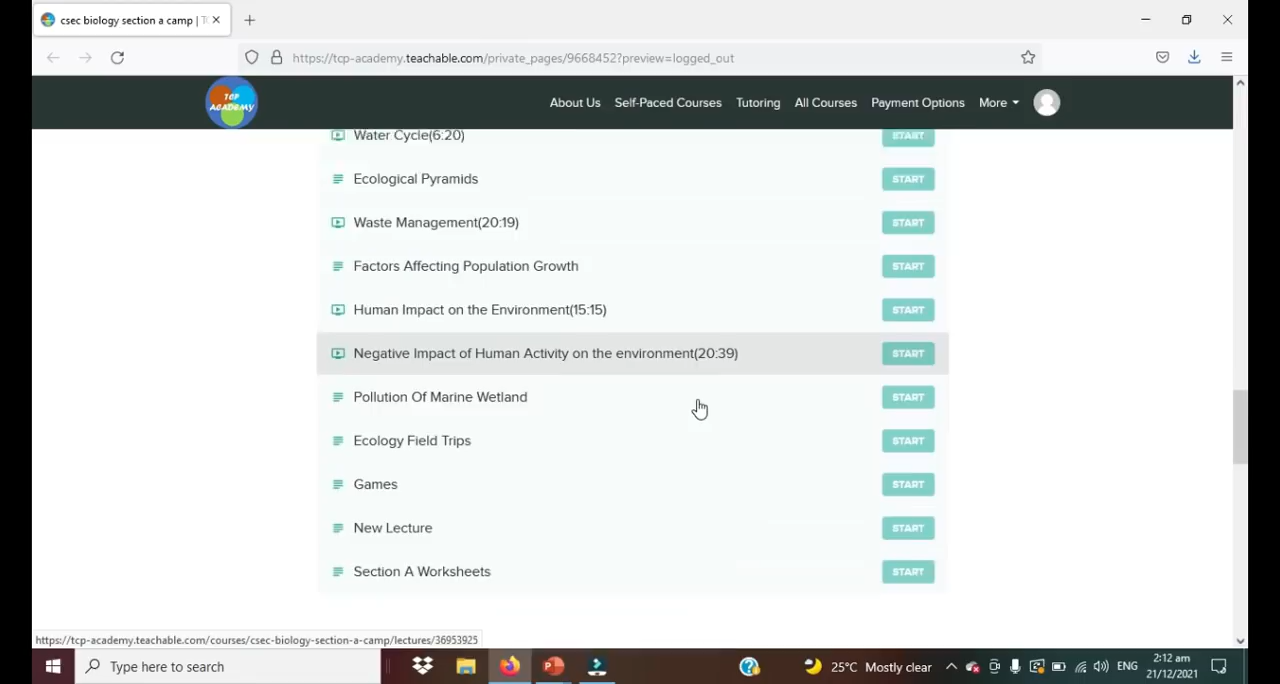 csec biology section a camp | T
https://tcp-academy.teachable.com/private_pages/9668452?preview=logged_out
TCP
ACADEMY
About Us
Self-Paced Courses
Tutoring
All Courses
Payment Options
More
Water Cycle(6:20)
START
Ecological Pyramids
START
Waste Management(20:19)
START
Factors Affecting Population Growth
START
Human Impact on the Environment(15:15)
START
Negative Impact of Human Activity on the environment(20:39)
START
Pollution Of Marine Wetland
START
Ecology Field Trips
START
Games
START
New Lecture
START
Section A Worksheets
START
https://tcp-academy.teachable.com/courses/csec-biology-section-a-camp/lectures/36953925
Type here to search
25°C Mostly clear
ENG
2:12 am
21/12/2021